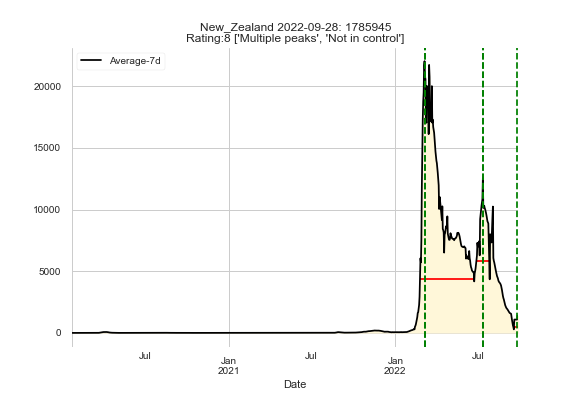 New_Zealand 2022-09-28: 1785945
Rating:8 ['Multiple peaks', 'Not in control']
Average-7d
20000
15000
10000
5000
0
Jul
Jan
2021
Jul
Jan
2022
Jul
Date